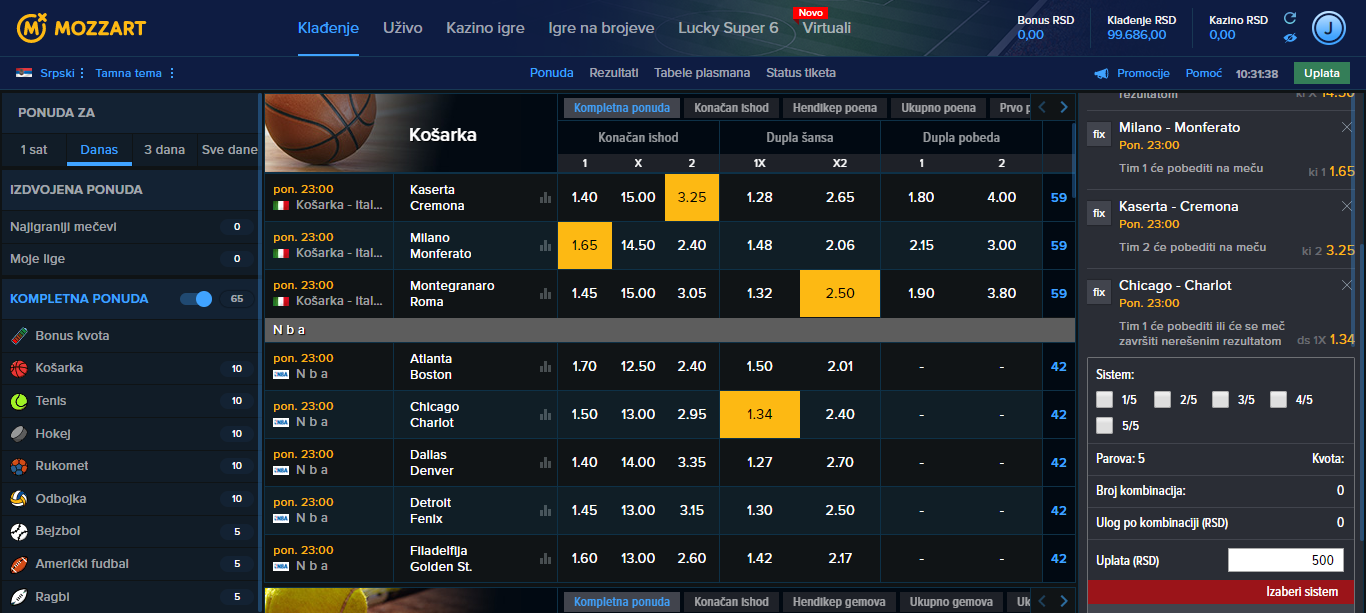 MOZZART
Klađenje
Uživo
Kazino igre
Igre na brojeve
Lucky Super 6
Novo
Virtuali
Bonus RSD
0,00
Klađenje RSD
99.686,00
Kazino RSD
0,00
J
Srpski
Tamna tema
Ponuda
Rezultati
Tabele plasmana
Status tiketa
Promocije
Pomoć
10:31:38
Uplata
PONUDA ZA
1 sat
Danas
3 dana
Sve dane
IZDVOJENA PONUDA
Najigraniji mečevi 0
Moje lige 0
KOMPLETNA PONUDA 65
Bonus kvota
Košarka 10
Tenis 10
Hokej 10
Rukomet 10
Odbojka 10
Bejzbol 5
Američki fudbal 5
Ragbi 5
Košarka
Kompletna ponuda Konačan ishod Hendikep poena Ukupno poena Prvo p
Konačan ishod Dupla šansa Dupla pobeda
1 X 2 1X X2 1 2
pon. 23:00
Košarka - Ital...
Kaserta
Cremona
1.40 15.00 3.25 1.28 2.65 1.80 4.00 59
pon. 23:00
Košarka - Ital...
Milano
Monferato
1.65 14.50 2.40 1.48 2.06 2.15 3.00 59
pon. 23:00
Košarka - Ital...
Montegranaro
Roma
1.45 15.00 3.05 1.32 2.50 1.90 3.80 59
N b a
pon. 23:00
N b a
Atlanta
Boston
1.70 12.50 2.40 1.50 2.01 - - 42
pon. 23:00
N b a
Chicago
Charlot
1.50 13.00 2.95 1.34 2.40 - - 42
pon. 23:00
N b a
Dallas
Denver
1.40 14.00 3.35 1.27 2.70 - - 42
pon. 23:00
N b a
Detroit
Fenix
1.45 13.00 3.15 1.30 2.50 - - 42
pon. 23:00
N b a
Filadelfija
Golden St.
1.60 13.00 2.60 1.42 2.17 - - 42
Kompletna ponuda Konačan ishod Hendikep gemova Ukupno gemova Uk
rezultatom ki X 14.50
fix
Milano - Monferato
Pon. 23:00
Tim 1 će pobediti na meču ki 1 1.65
fix
Kaserta - Cremona
Pon. 23:00
Tim 2 će pobediti na meču ki 2 3.25
fix
Chicago - Charlot
Pon. 23:00
Tim 1 će pobediti ili će se meč
završiti nerešenim rezultatom ds 1X 1.34
Sistem:
1/5 2/5 3/5 4/5
5/5
Parova: 5 Kvota:
Broj kombinacija: 0
Ulog po kombinaciji (RSD) 0
Uplata (RSD) 500
Izaberi sistem